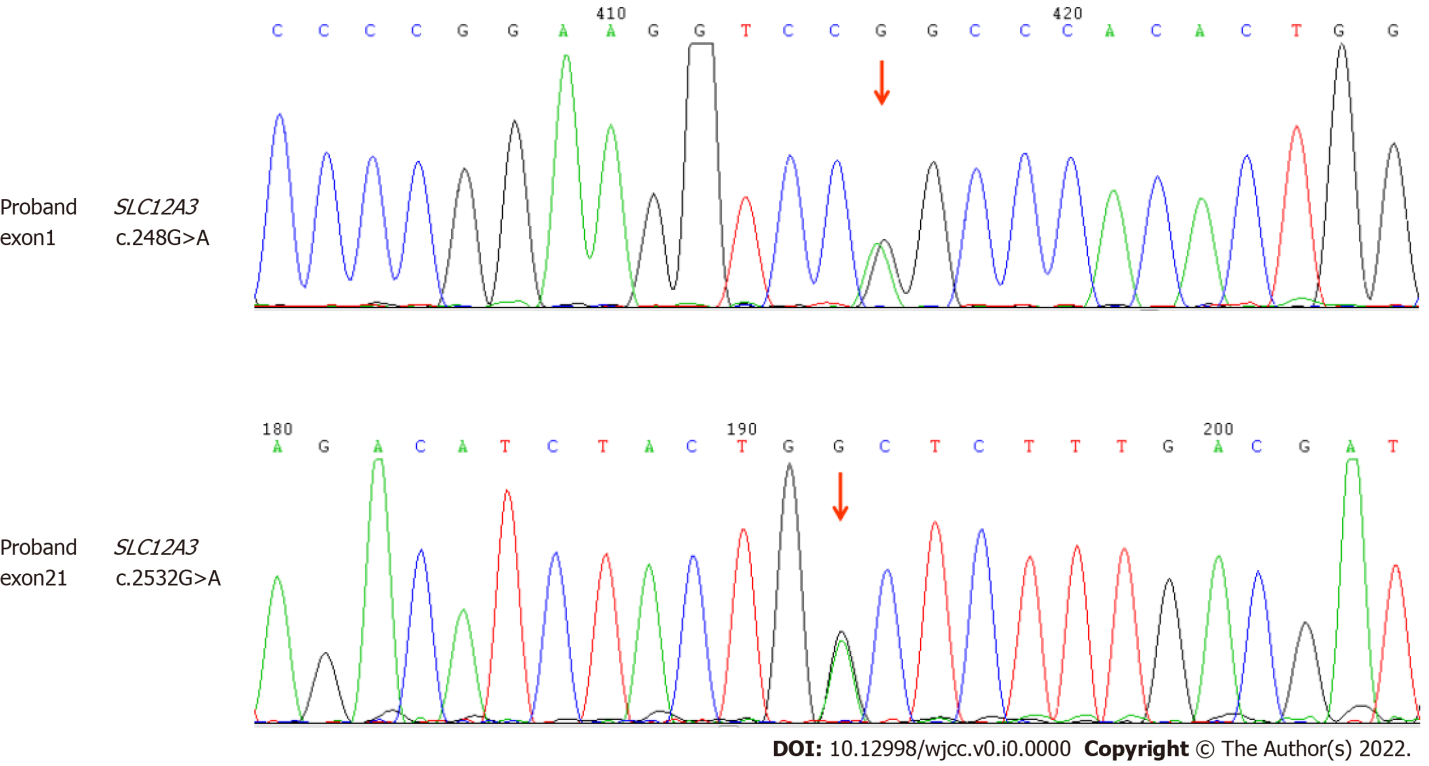 410 420
C C C C G G A A G G T C C G G C C C A C A C T G G
Proband SLC12A3
exon1 c.248G>A
180 190 200
A G A C A T C T A C T G G C T C T T T G A C G A T
Proband SLC12A3
exon21 c.2532G>A
DOI: 10.12998/wjcc.v0.i0.0000 Copyright © The Author(s) 2022.